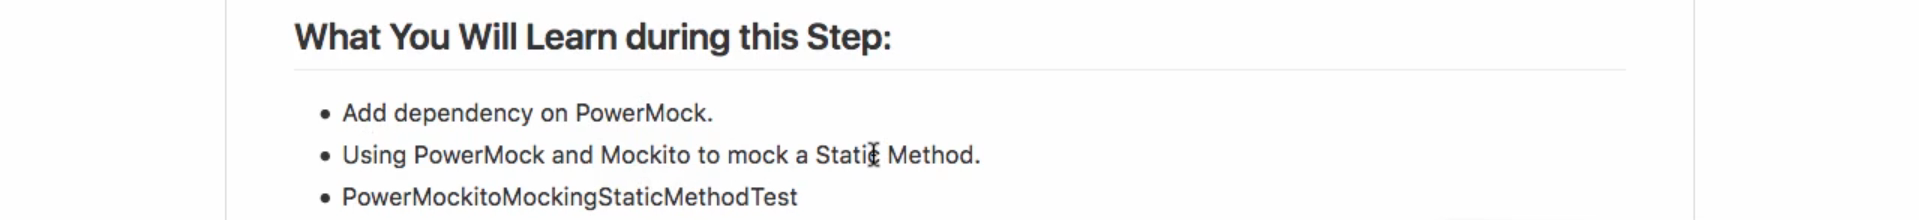 What You Will Learn during this Step:
Add dependency on PowerMock.
Using PowerMock and Mockito to mock a Static Method.
PowerMockitoMockingStaticMethodTest